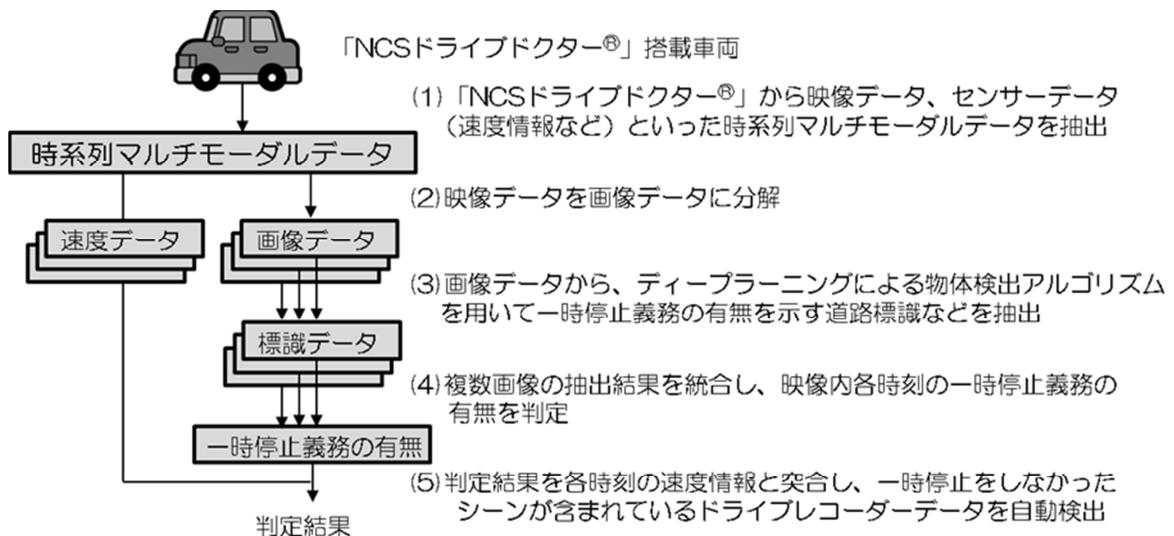 「NCSドライブドクター®」搭載車両
(1)「NCSドライブドクター®」から映像データ、センサーデータ
（速度情報など）といった時系列マルチモーダルデータを抽出
時系列マルチモーダルデータ
(2)映像データを画像データに分解
速度データ
画像データ
(3)画像データから、ディープラーニングによる物体検出アルゴリズム
を用いて一時停止義務の有無を示す道路標識などを抽出
標識データ
(4)複数画像の抽出結果を統合し、映像内各時刻の一時停止義務の
有無を判定
一時停止義務の有無
(5)判定結果を各時刻の速度情報と突合し、一時停止をしなかった
シーンが含まれているドライブレコーダーデータを自動検出
判定結果